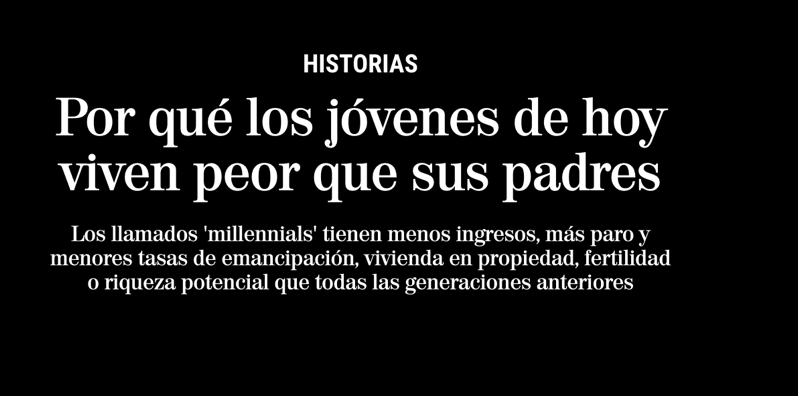 HISTORIAS
Por qué los jóvenes de hoy
viven peor que sus padres
Los llamados 'millennials' tienen menos ingresos, más paro y
menores tasas de emancipación, vivienda en propiedad, fertilidad
o riqueza potencial que todas las generaciones anteriores